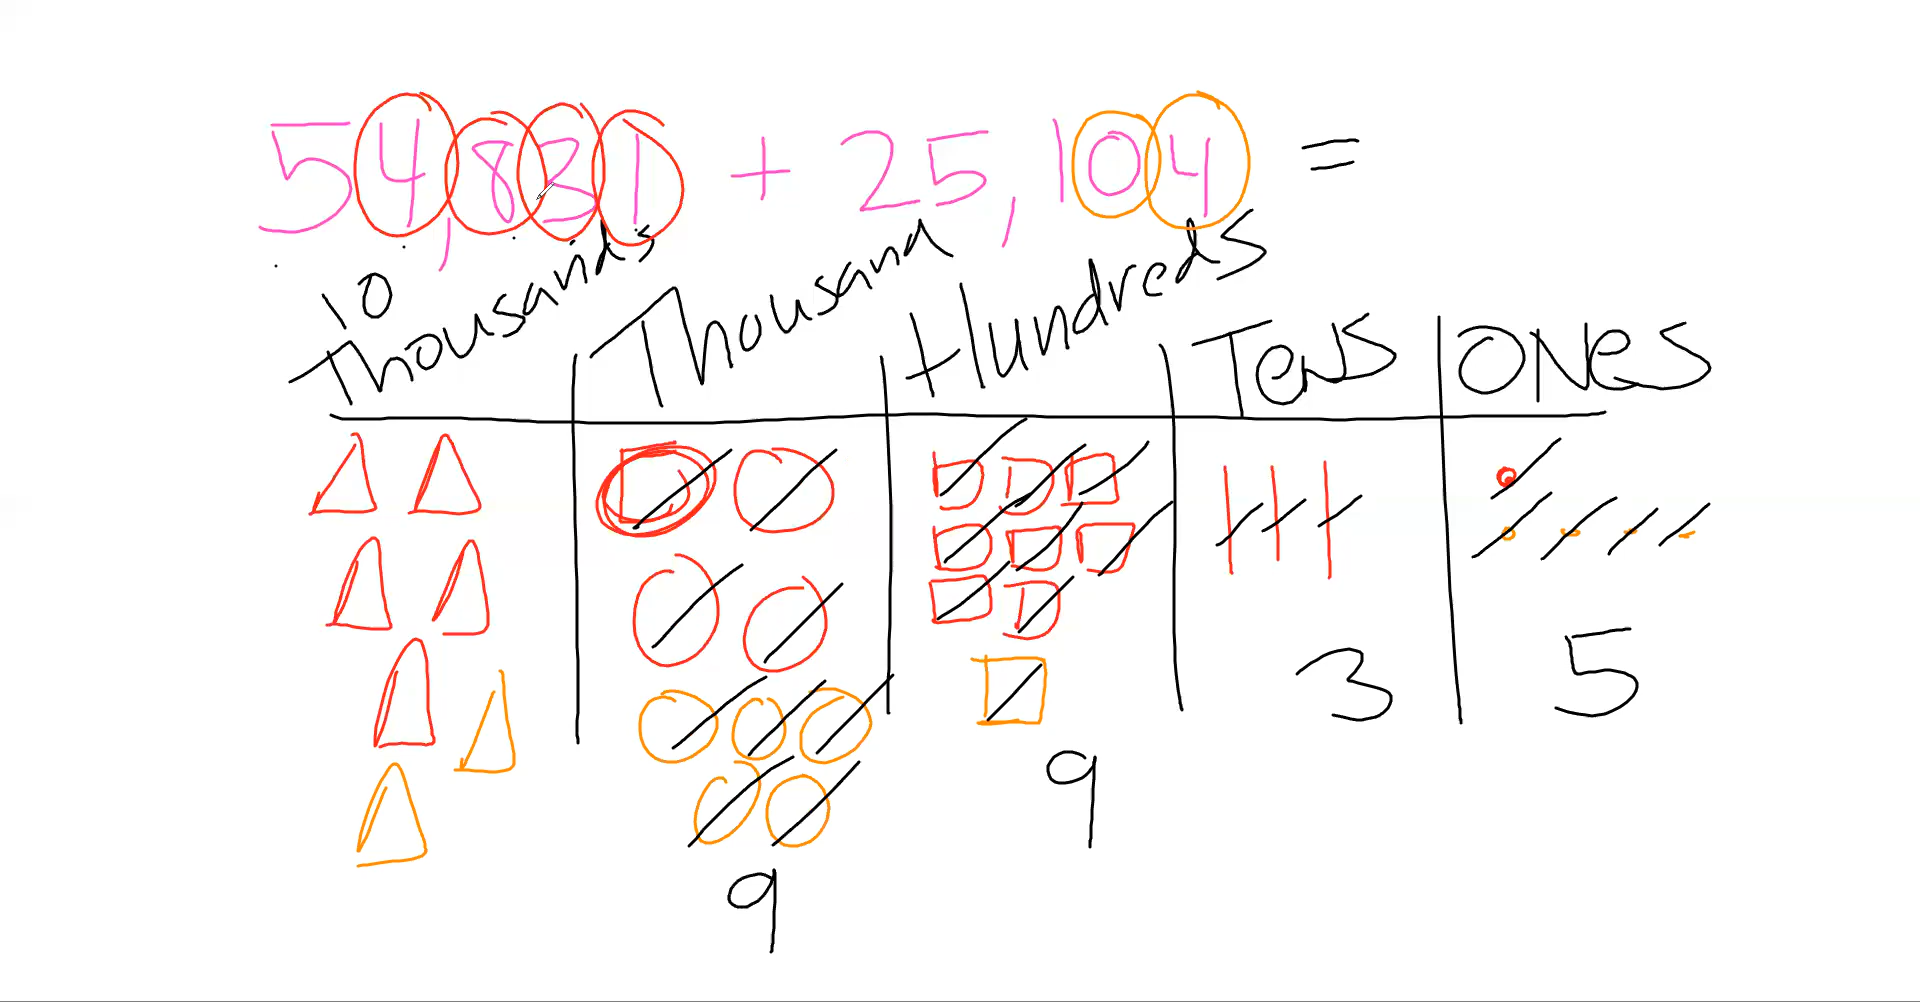 54,831 + 25,104 =
10 Thousands Thousand Hundreds Tens ONes
3 5
9
9